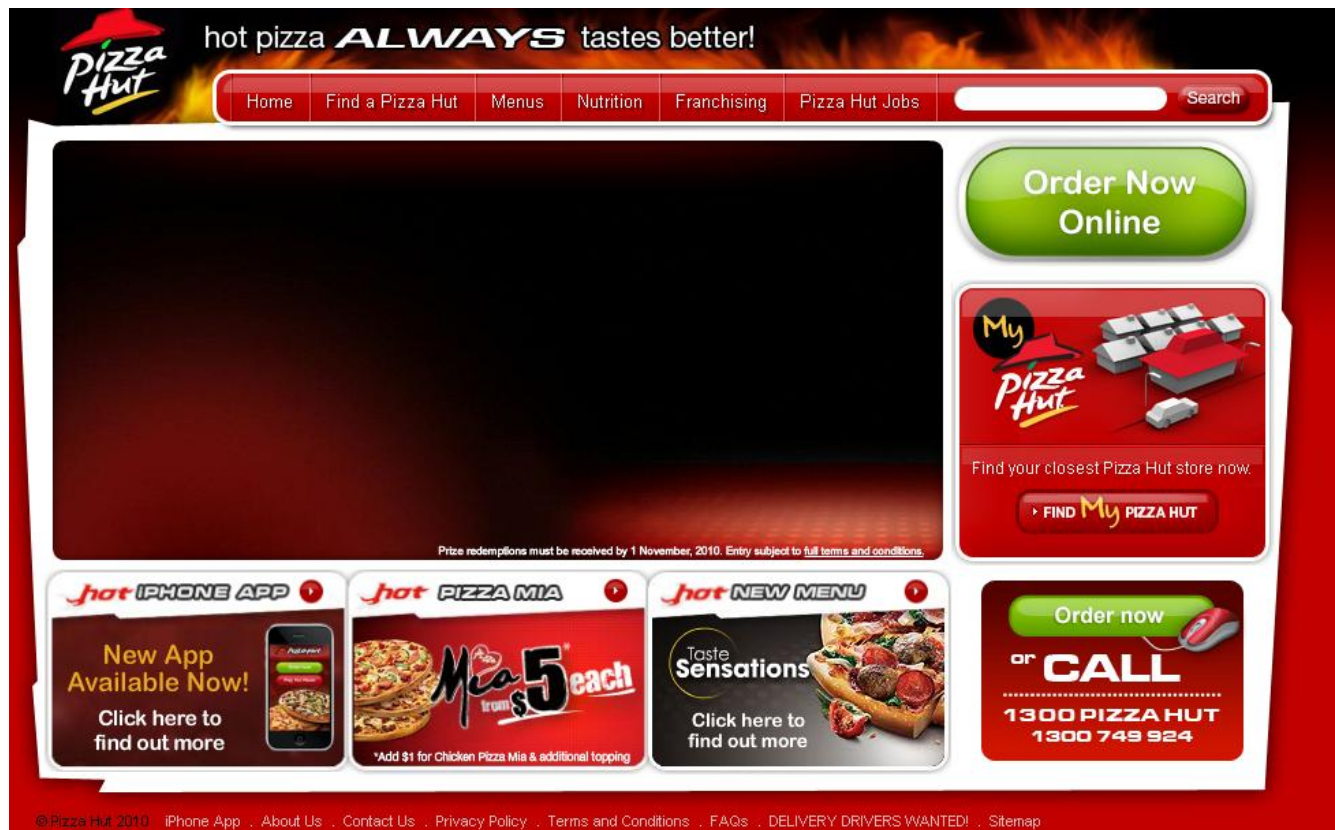 Pizza Hut
hot pizza ALWAYS tastes better!
Home Find a Pizza Hut Menus Nutrition Franchising Pizza Hut Jobs Search
Order Now
Online
My
Pizza
Hut
Find your closest Pizza Hut store now.
FIND My PIZZA HUT
Prize redemptions must be received by 1 November, 2010. Entry subject to full terms and conditions.
hot IPHONE APP
New App
Available Now!
Click here to
find out more
hot PIZZA MIA
Pizza
Mia
from $5 each*
*Add $1 for Chicken Pizza Mia & additional topping
hot NEW MENU
Taste
Sensations
Click here to
find out more
Order now
or CALL
1300 PIZZA HUT
1300 749 924
© Pizza Hut 2010 iPhone App . About Us . Contact Us . Privacy Policy . Terms and Conditions . FAQs . DELIVERY DRIVERS WANTED! . Sitemap